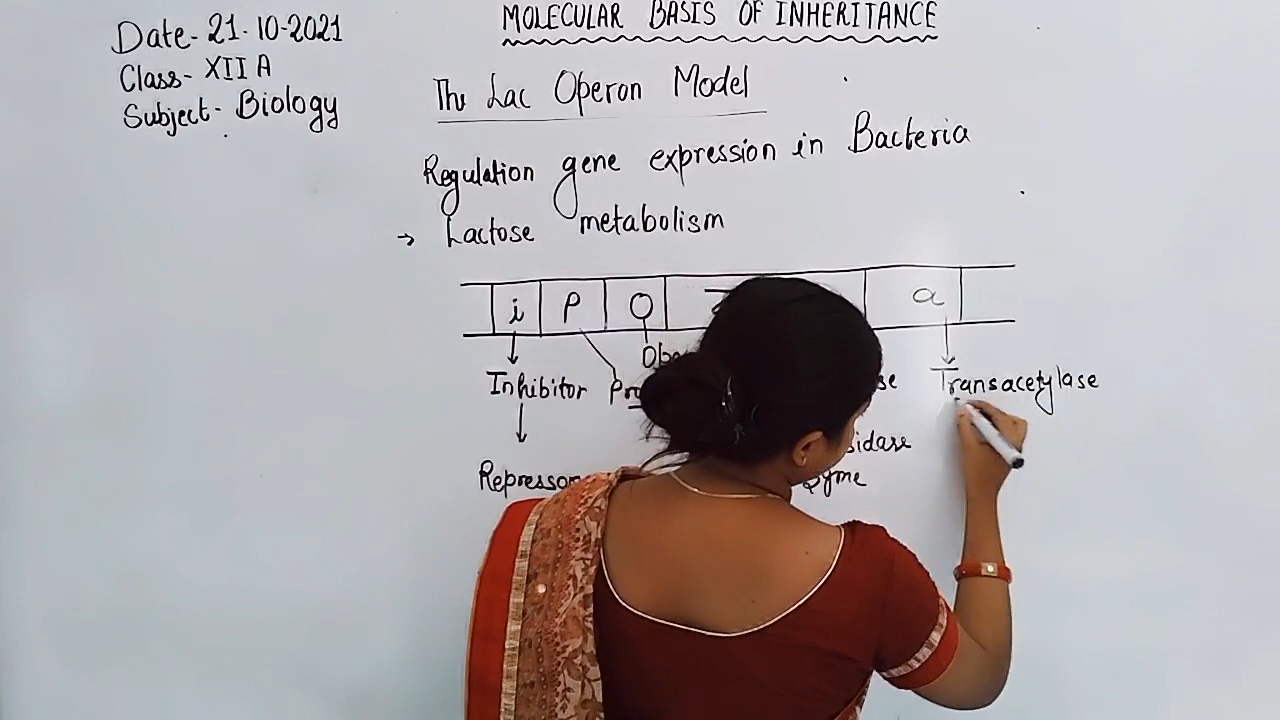 MOLECULAR BASIS OF INHERITANCE
Date- 21-10-2021
Class- XII A
Subject- Biology
The Lac Operon Model
Regulation gene expression in Bacteria
→ Lactose metabolism
i P O a
Inhibitor Transacetylase